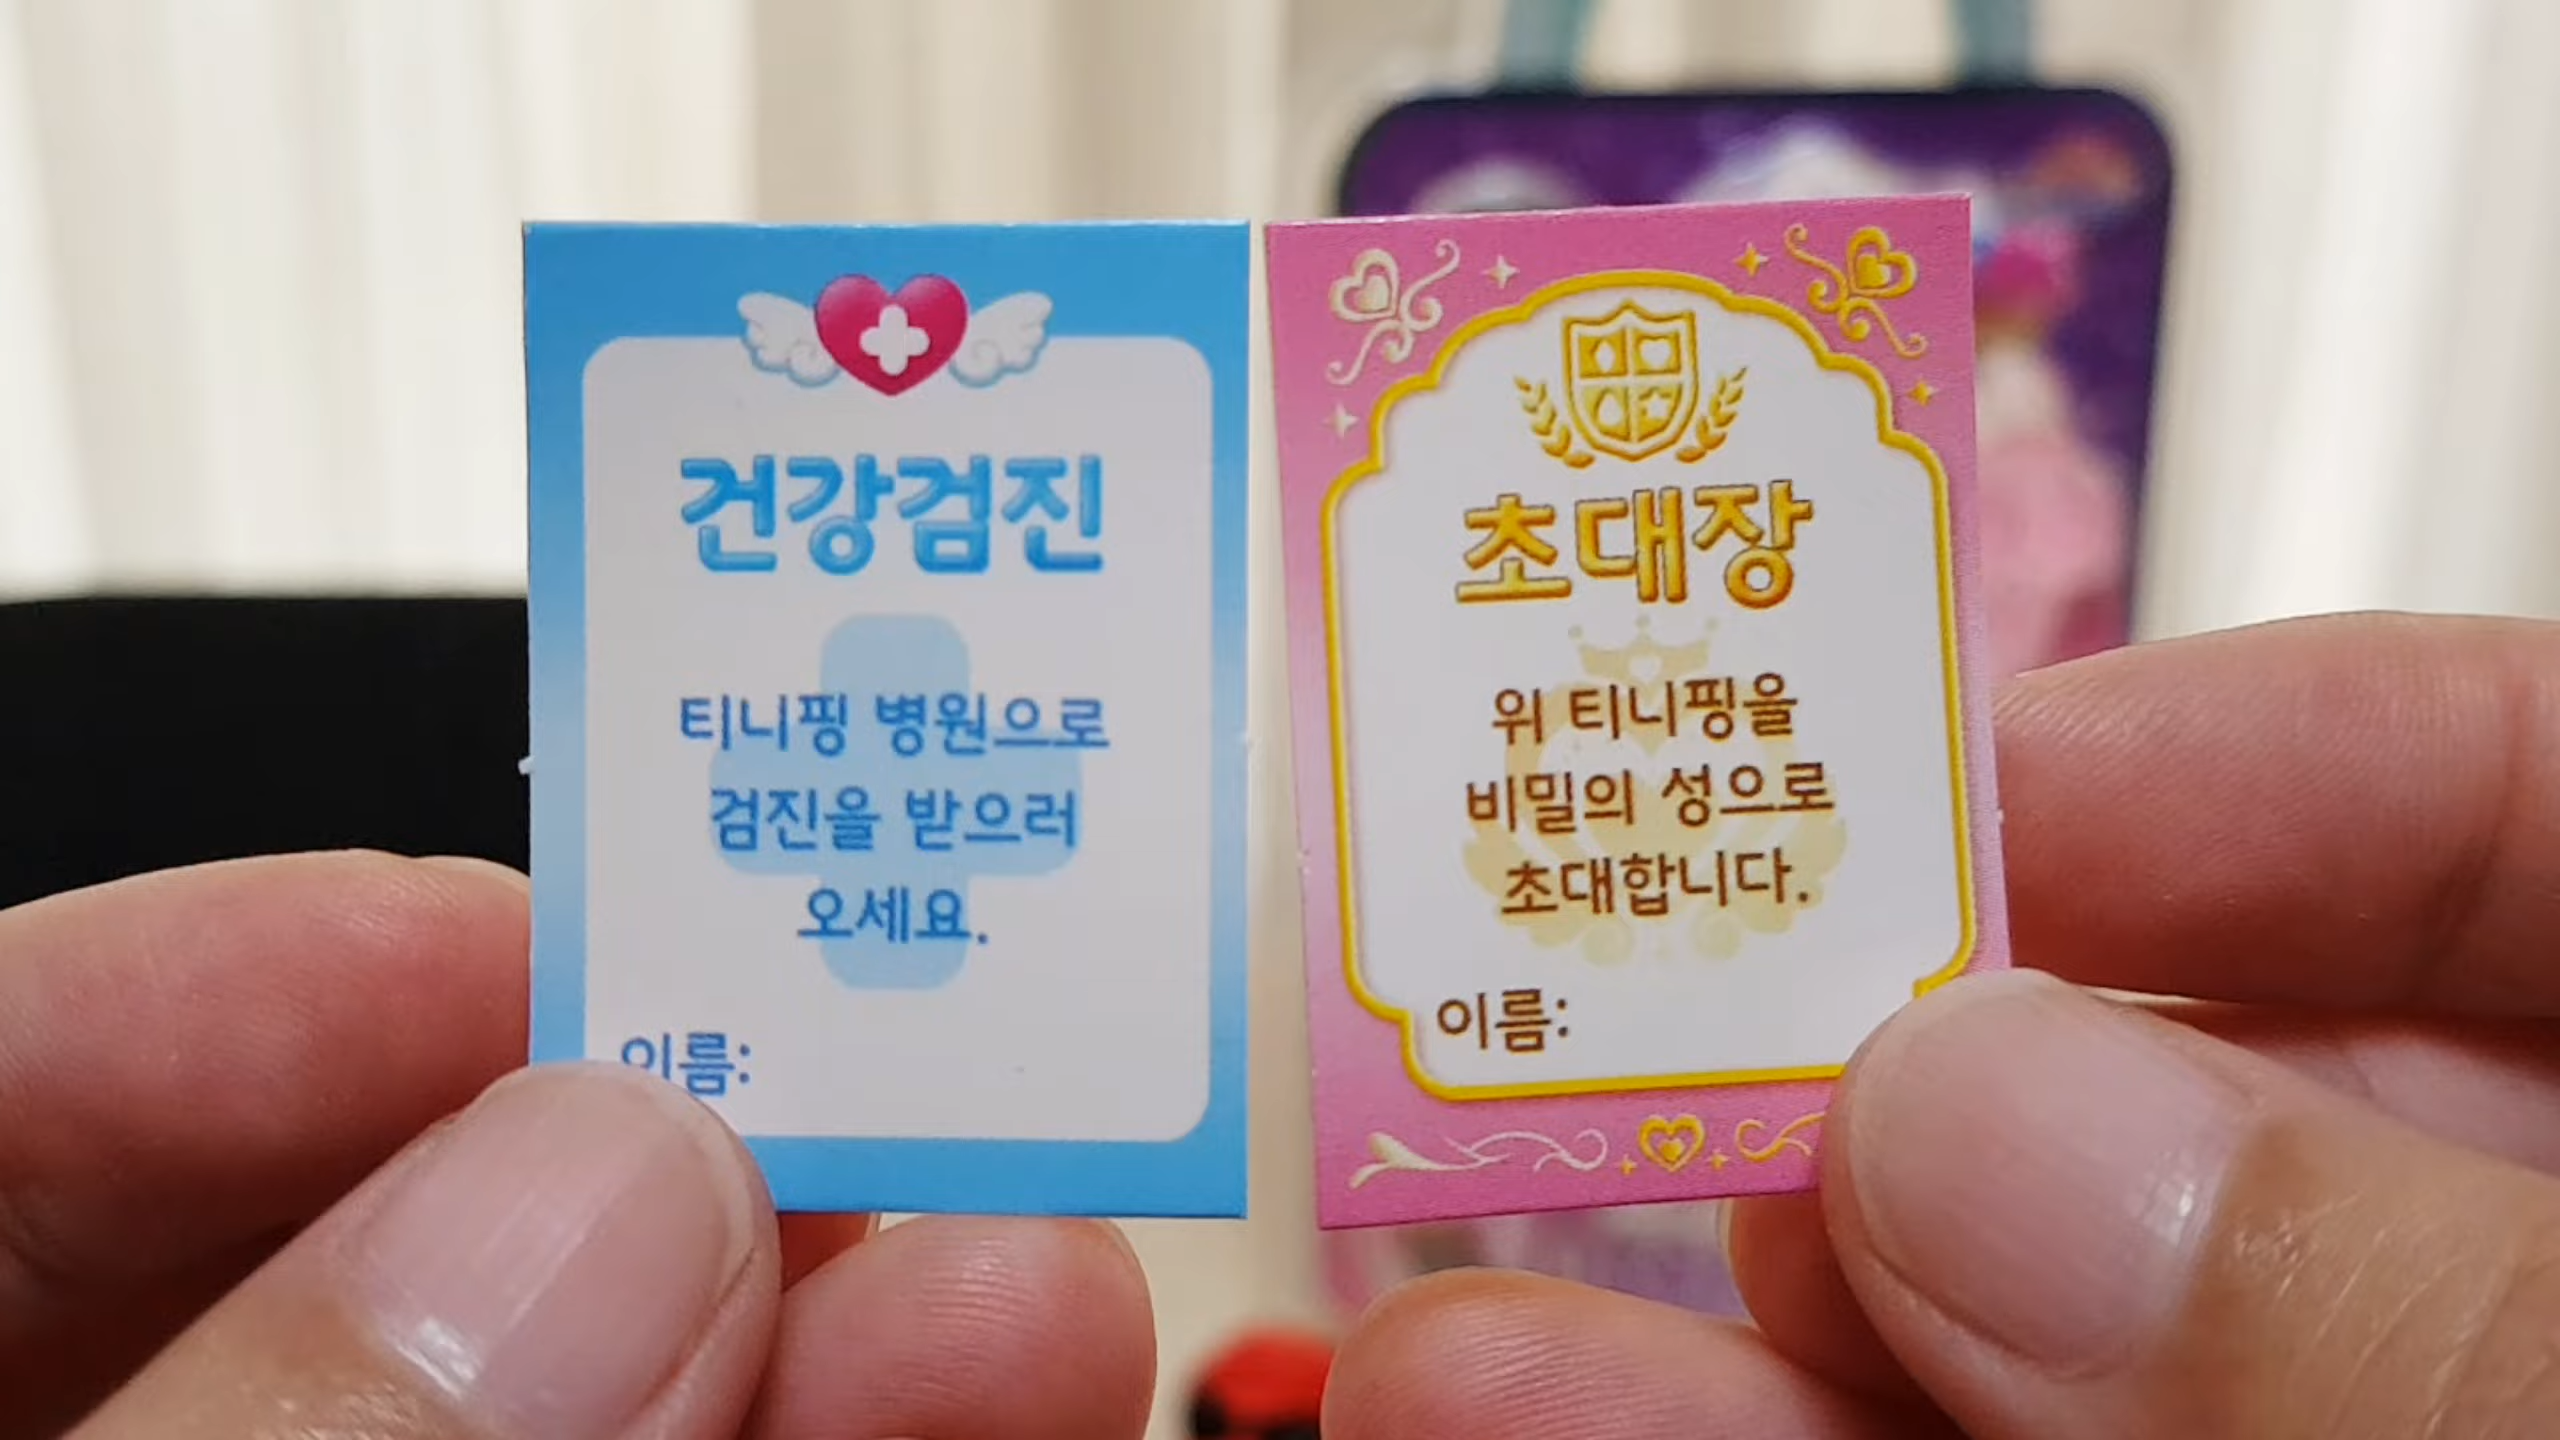 건강검진
티니핑 병원으로
검진을 받으러
오세요.
이름:
초대장
위 티니핑을
비밀의 성으로
초대합니다.
이름: